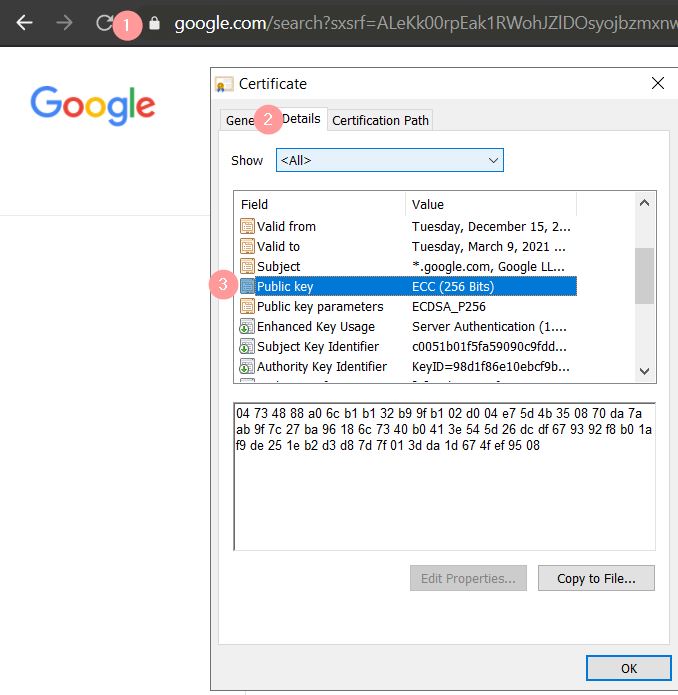 1 google.com/search?sxsrf=ALeKk00rpEak1RWohJZlDOsyojbzmxnw
Google
Certificate
Gene 2 Details Certification Path
Show <All>
Field Value
Valid from Tuesday, December 15, 2...
Valid to Tuesday, March 9, 2021 ...
Subject *.google.com, Google LL...
3 Public key ECC (256 Bits)
Public key parameters ECDSA_P256
Enhanced Key Usage Server Authentication (1....
Subject Key Identifier c0051b01f5fa59090c9fdd...
Authority Key Identifier KeyID=98d1f86e10ebcf9b...
04 73 48 88 a0 6c b1 b1 32 b9 9f b1 02 d0 04 e7 5d 4b 35 08 70 da 7a
ab 9f 7c 27 ba 96 18 6c 73 40 b0 41 3e 54 5d 26 dc df 67 93 92 f8 b0 1a
f9 de 25 1e b2 d3 d8 7d 7f 01 3d da 1d 67 4f ef 95 08
Edit Properties... Copy to File...
OK